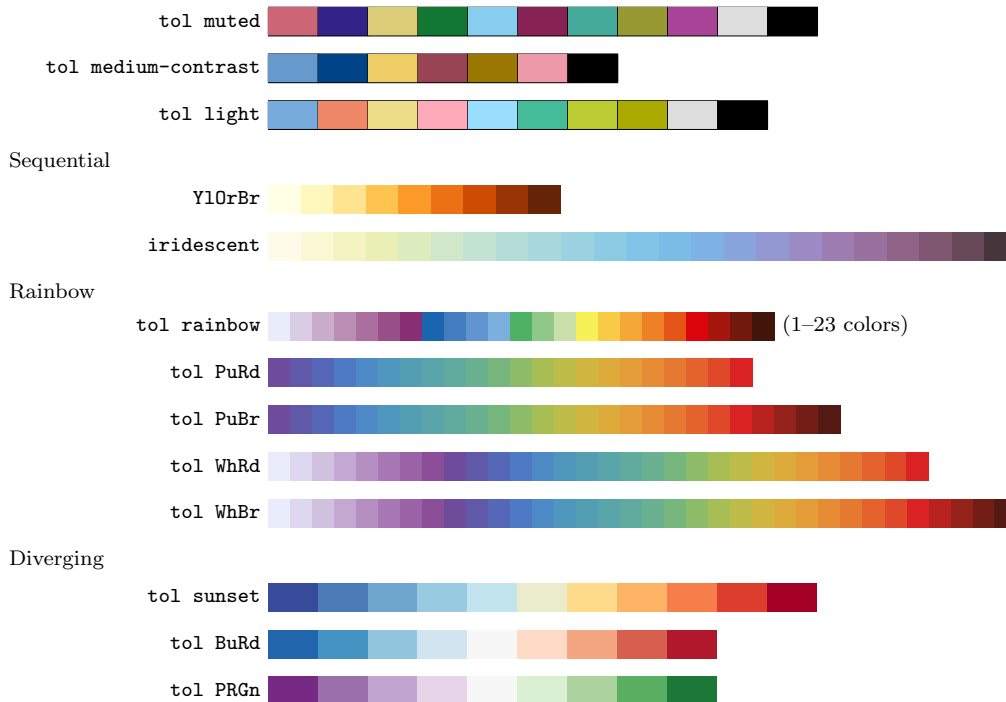 tol muted
tol medium-contrast
tol light
Sequential
YlOrBr
iridescent
Rainbow
tol rainbow (1–23 colors)
tol PuRd
tol PuBr
tol WhRd
tol WhBr
Diverging
tol sunset
tol BuRd
tol PRGn